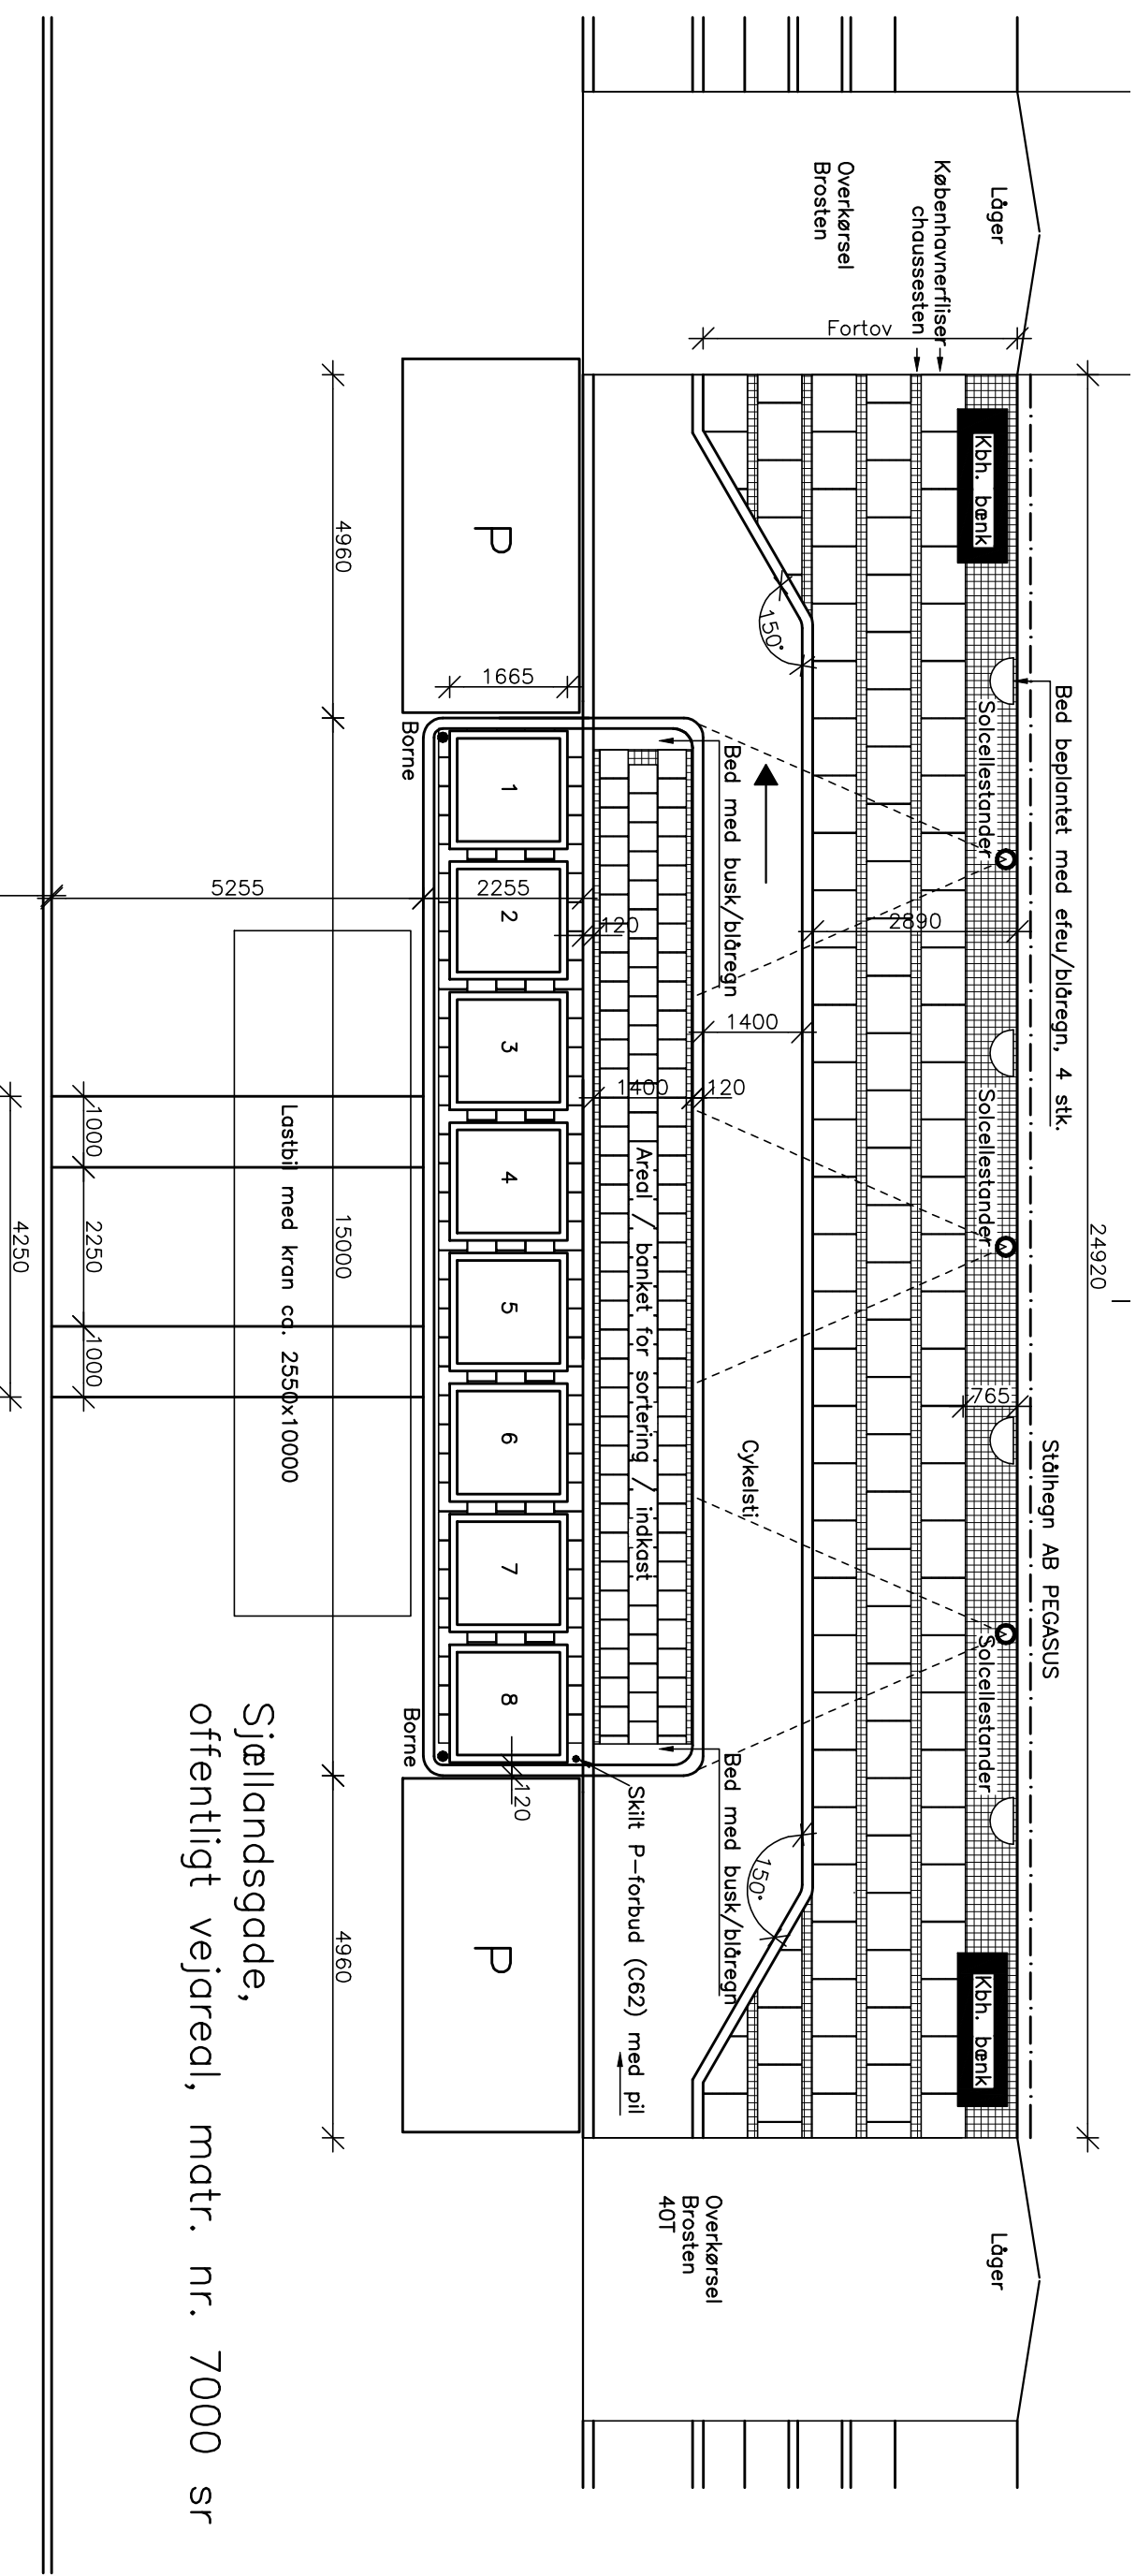 24920
Bed beplantet med efeu/blåregn, 4 stk.
Stålhegn AB PEGASUS
Låger
Kbh. bænk
Solcellestander
Solcellestander
765
Solcellestander
Kbh. bænk
Låger
Københavnerfliser
chaussesten
Fortov
2890
Overkørsel
Brosten
150°
150°
Bed med busk/blåregn
1400
Cykelsti
Bed med busk/blåregn
Overkørsel
Brosten
40T
120
1400
120
Areal / banket for sortering / indkast
Skilt P-forbud (C62) med pil
P
1665
1
2
3
4
5
6
7
8
120
P
Borne
2255
Borne
4960
15000
4960
Lastbil med kran ca. 2550x10000
5255
Sjællandsgade,
offentligt vejareal, matr. nr. 7000 sr
1000
2250
1000
4250